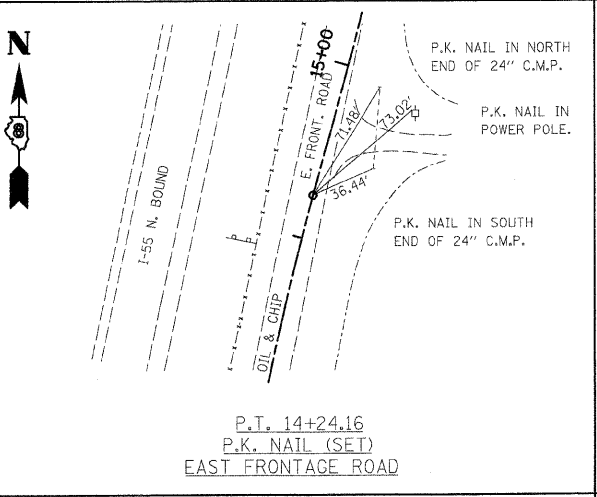 N
15+00
P.K. NAIL IN NORTH
END OF 24" C.M.P.
P.K. NAIL IN
POWER POLE.
E. FRONT. ROAD
71.48'
73.02'
36.44'
I-55 N. BOUND
P.K. NAIL IN SOUTH
END OF 24" C.M.P.
OIL & CHIP
P.T. 14+24.16
P.K. NAIL (SET)
EAST FRONTAGE ROAD